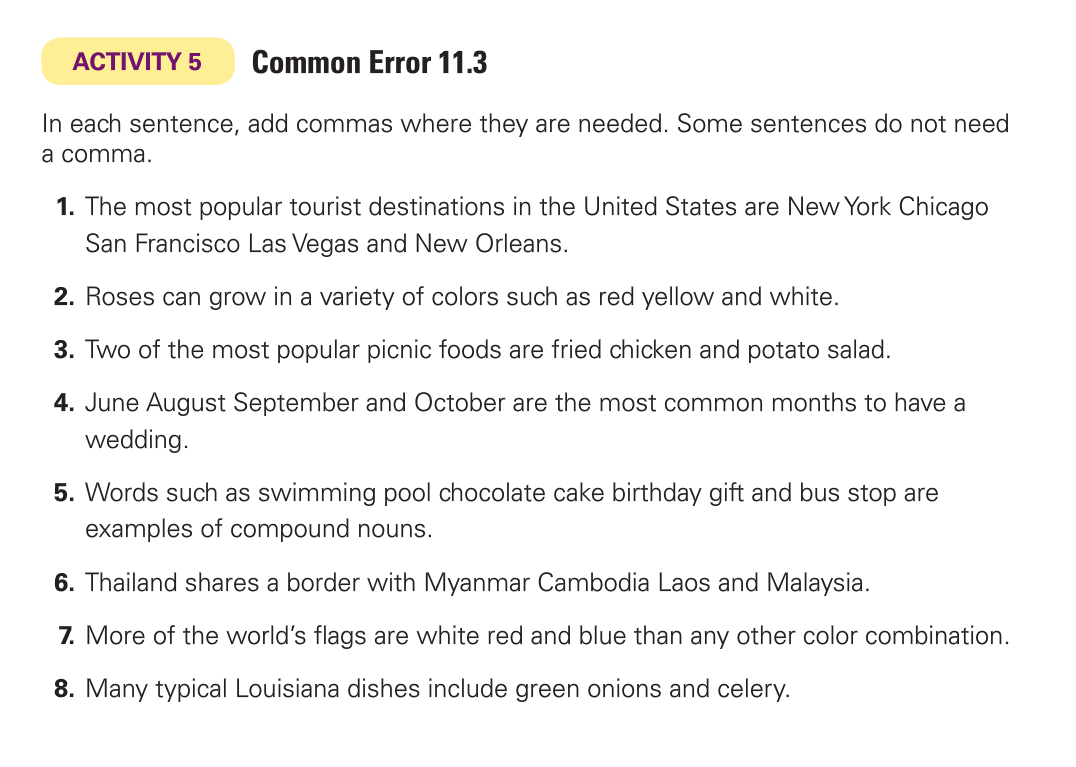 ACTIVITY 5 Common Error 11.3
In each sentence, add commas where they are needed. Some sentences do not need
a comma.
1. The most popular tourist destinations in the United States are New York Chicago
San Francisco Las Vegas and New Orleans.
2. Roses can grow in a variety of colors such as red yellow and white.
3. Two of the most popular picnic foods are fried chicken and potato salad.
4. June August September and October are the most common months to have a
wedding.
5. Words such as swimming pool chocolate cake birthday gift and bus stop are
examples of compound nouns.
6. Thailand shares a border with Myanmar Cambodia Laos and Malaysia.
7. More of the world’s flags are white red and blue than any other color combination.
8. Many typical Louisiana dishes include green onions and celery.